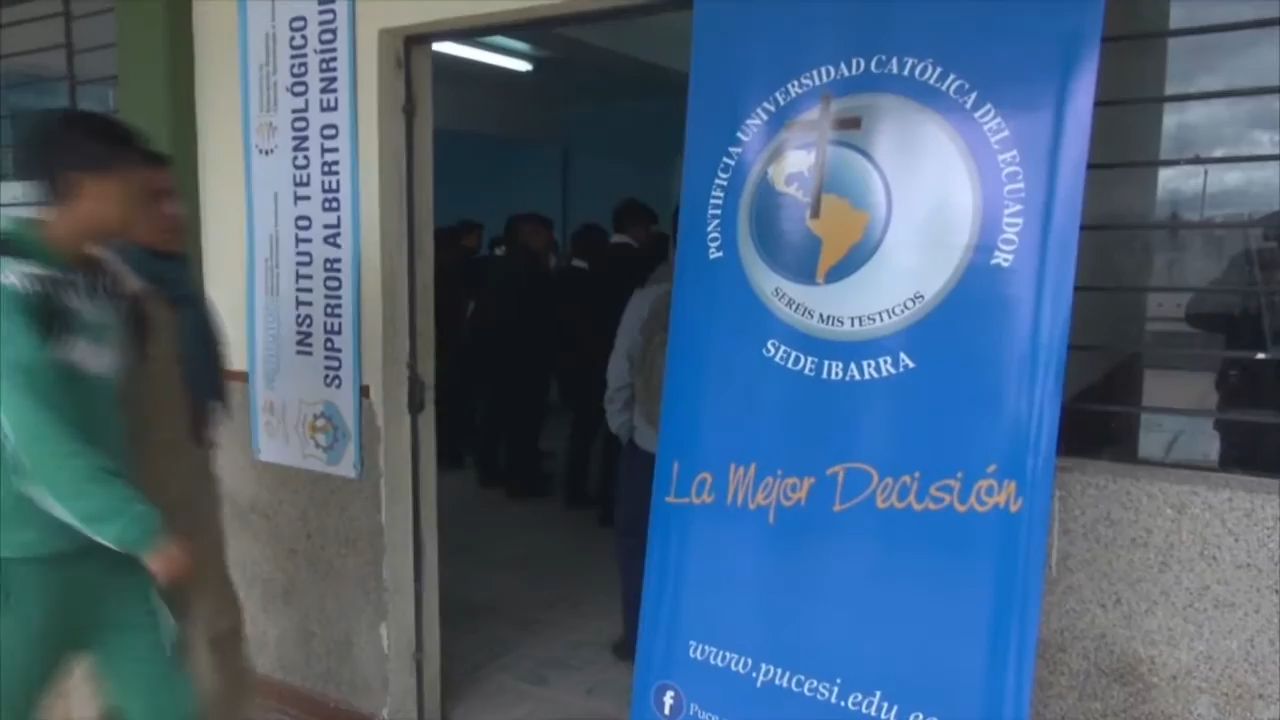 INSTITUTO TECNOLÓGICO
SUPERIOR ALBERTO ENRÍQU
PONTIFICIA UNIVERSIDAD CATÓLICA DEL ECUADOR
SERÉIS MIS TESTIGOS
SEDE IBARRA
La Mejor Decisión
www.pucesi.edu.ec
f